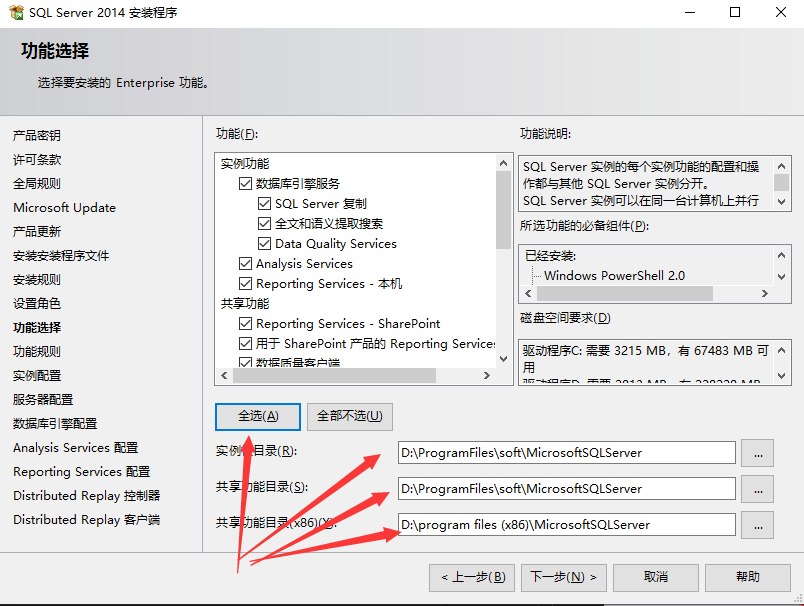 SQL Server 2014 安装程序
功能选择
选择要安装的 Enterprise 功能。
产品密钥
许可条款
全局规则
Microsoft Update
产品更新
安装安装程序文件
安装规则
设置角色
功能选择
功能规则
实例配置
服务器配置
数据库引擎配置
Analysis Services 配置
Reporting Services 配置
Distributed Replay 控制器
Distributed Replay 客户端
功能(F):
实例功能
数据库引擎服务
SQL Server 复制
全文和语义提取搜索
Data Quality Services
Analysis Services
Reporting Services - 本机
共享功能
Reporting Services - SharePoint
用于 SharePoint 产品的 Reporting Services
数据质量客户端
功能说明:
SQL Server 实例的每个实例功能的配置和操
作都与其他 SQL Server 实例分开。
SQL Server 实例可以在同一台计算机上并行
所选功能的必备组件(P):
已经安装:
Windows PowerShell 2.0
磁盘空间要求(D)
驱动程序C: 需要 3215 MB，有 67483 MB 可
用
全选(A)
全部不选(U)
实例根目录(R):
D:\ProgramFiles\soft\MicrosoftSQLServer
...
共享功能目录(S):
D:\ProgramFiles\soft\MicrosoftSQLServer
...
共享功能目录(x86)(X):
D:\program files (x86)\MicrosoftSQLServer
...
< 上一步(B)
下一步(N) >
取消
帮助